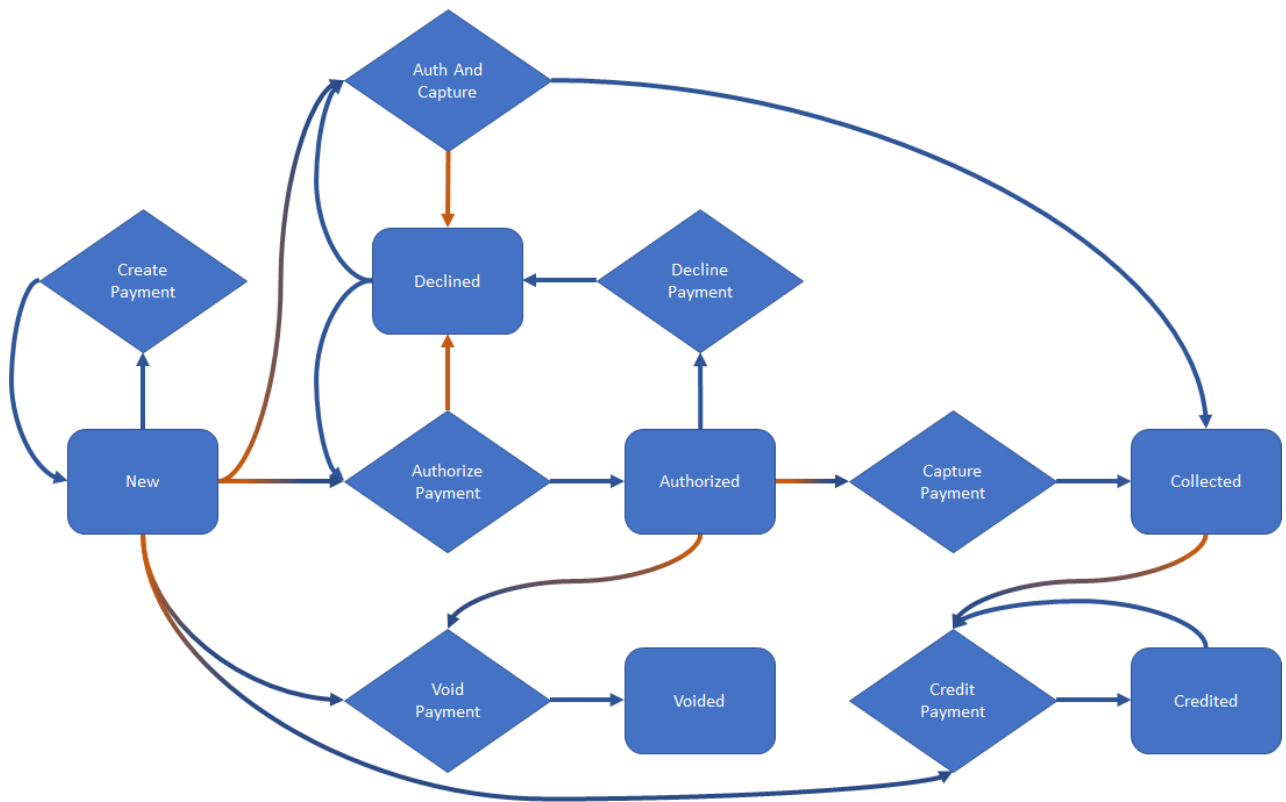 Auth And
Capture
Create
Payment
Declined
Decline
Payment
New
Authorize
Payment
Authorized
Capture
Payment
Collected
Void
Payment
Voided
Credit
Payment
Credited